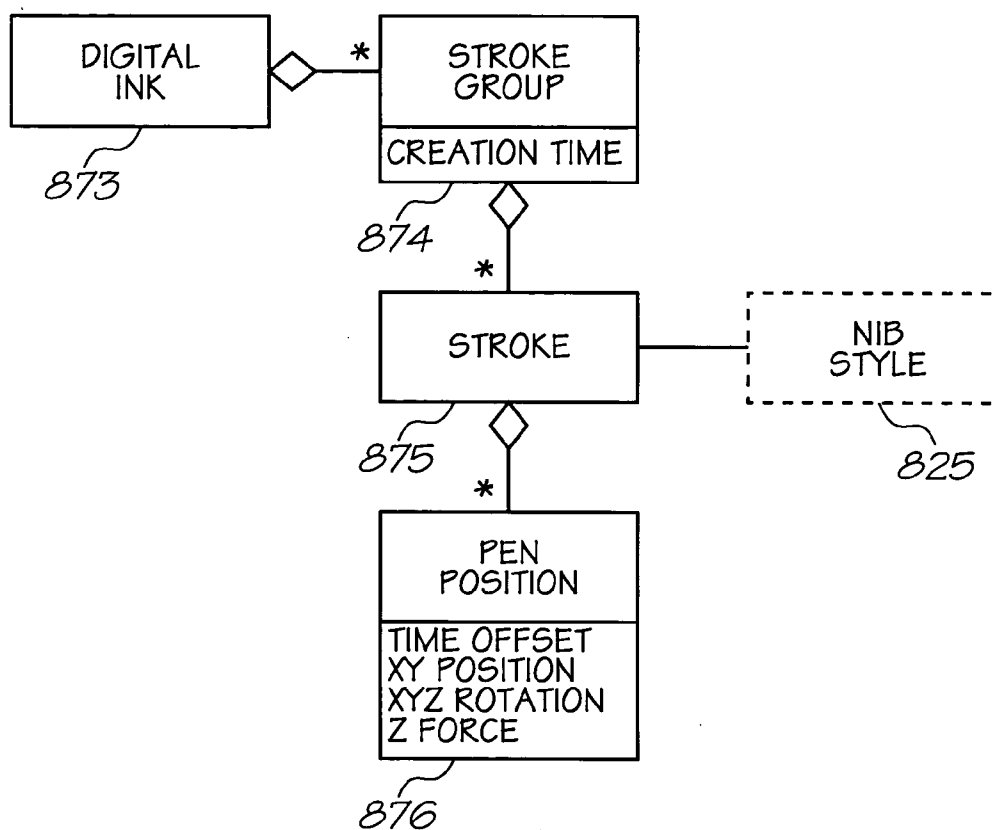 DIGITAL
INK
873
*
STROKE
GROUP
CREATION TIME
874
*
STROKE
875
NIB
STYLE
825
*
PEN
POSITION
TIME OFFSET
XY POSITION
XYZ ROTATION
Z FORCE
876